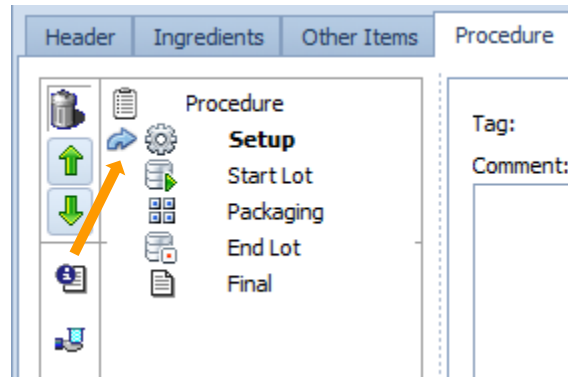 Header Ingredients Other Items Procedure
Procedure
Setup
Start Lot
Packaging
End Lot
Final
Tag:
Comment: